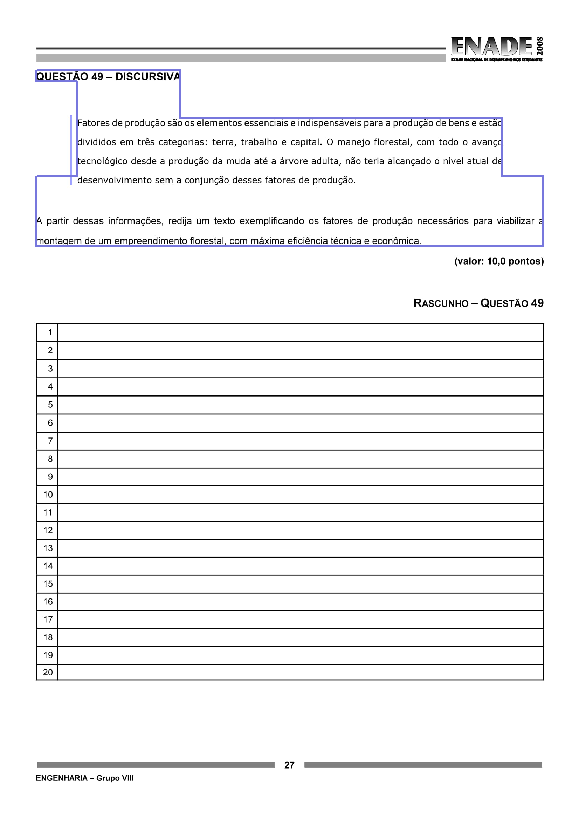 ENADE 2008
EXAME NACIONAL DE DESEMPENHO DOS ESTUDANTES
QUESTÃO 49 – DISCURSIVA
Fatores de produção são os elementos essenciais e indispensáveis para a produção de bens e estão
divididos em três categorias: terra, trabalho e capital. O manejo florestal, com todo o avanço
tecnológico desde a produção da muda até a árvore adulta, não teria alcançado o nível atual de
desenvolvimento sem a conjunção desses fatores de produção.
A partir dessas informações, redija um texto exemplificando os fatores de produção necessários para viabilizar a
montagem de um empreendimento florestal, com máxima eficiência técnica e econômica.
(valor: 10,0 pontos)
RASCUNHO – QUESTÃO 49
1
2
3
4
5
6
7
8
9
10
11
12
13
14
15
16
17
18
19
20
27
ENGENHARIA – Grupo VIII